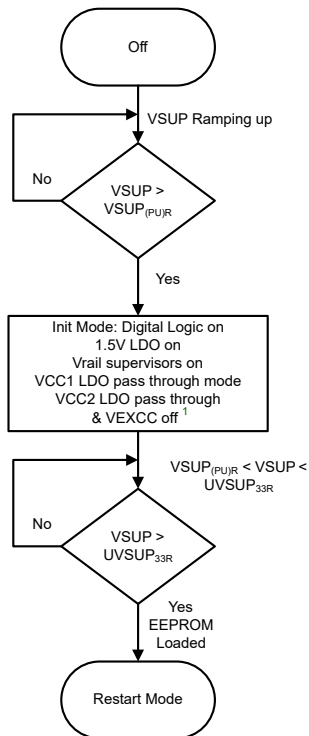 Off
VSUP Ramping up
No
VSUP >
VSUP(PU)R
Yes
Init Mode: Digital Logic on
1.5V LDO on
Vrail supervisors on
VCC1 LDO pass through mode
VCC2 LDO pass through
& VEXCC off 1
VSUP(PU)R < VSUP <
UVSUP33R
No
VSUP >
UVSUP33R
Yes
EEPROM
Loaded
Restart Mode